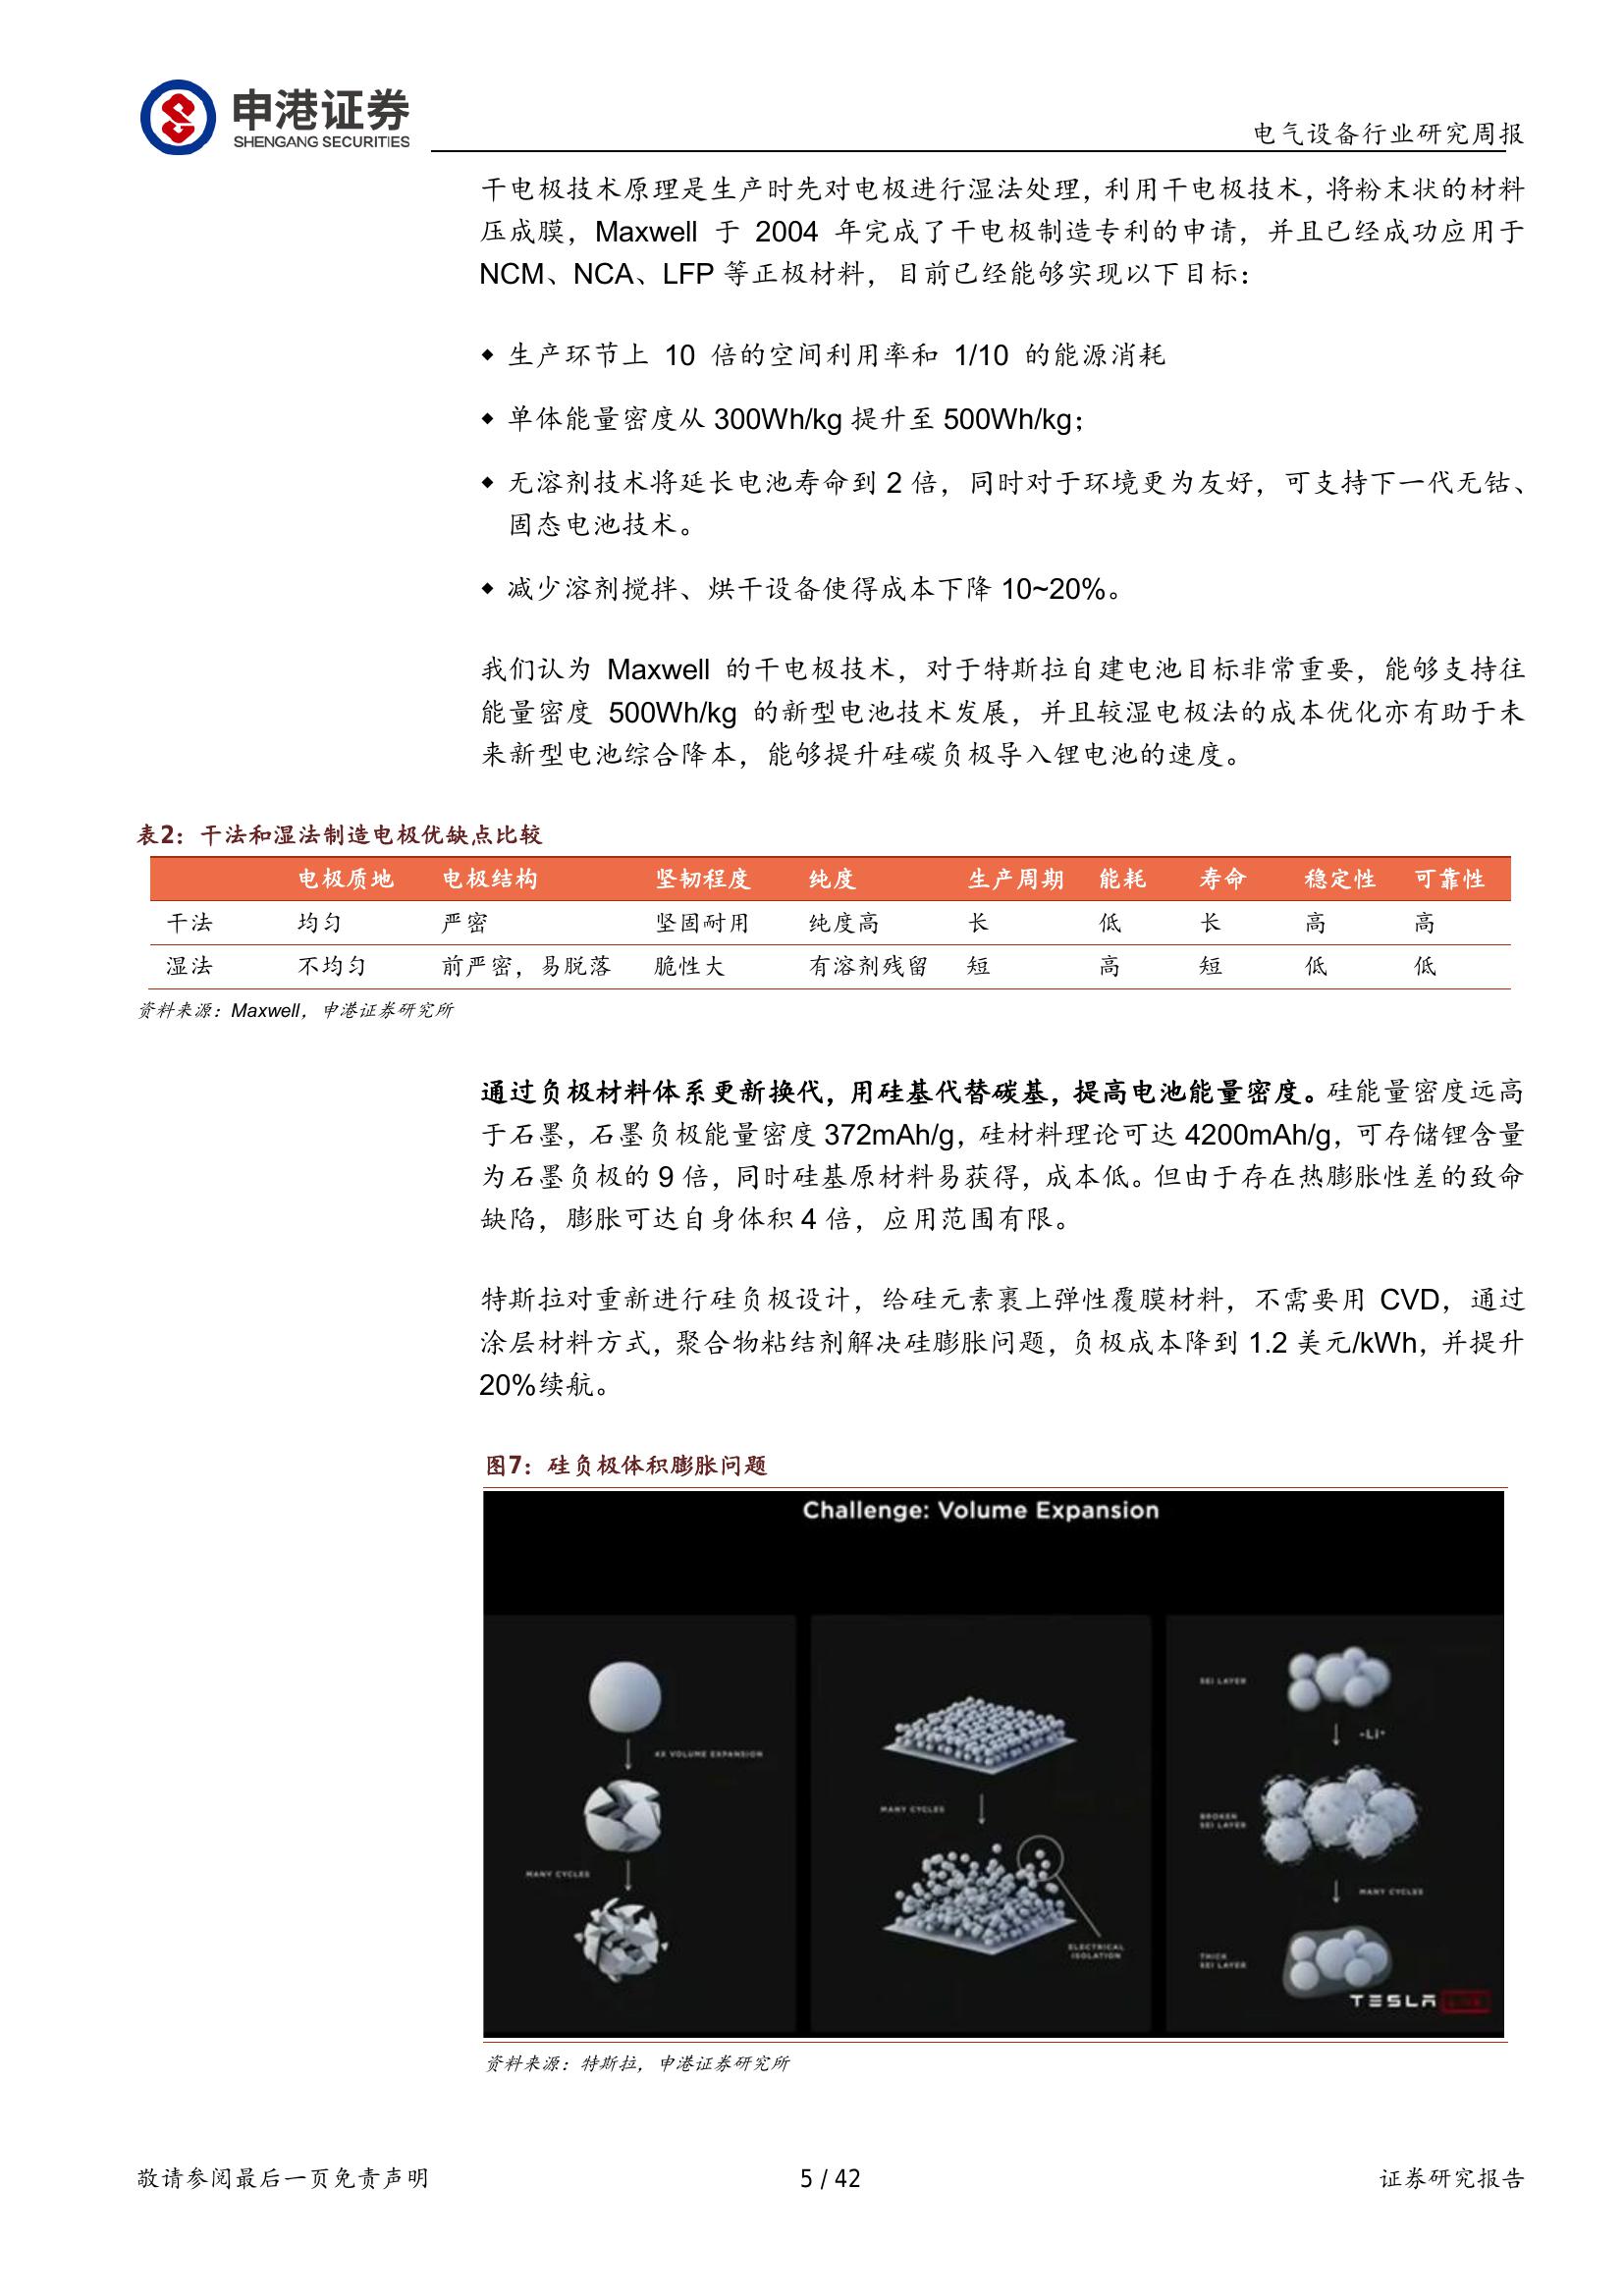 申港证券
SHENGANG SECURITIES
电气设备行业研究周报
干电极技术原理是生产时先对电极进行湿法处理，利用干电极技术，将粉末状的材料
压成膜，Maxwell 于 2004 年完成了干电极制造专利的申请，并且已经成功应用于
NCM、NCA、LFP 等正极材料，目前已经能够实现以下目标：
◆ 生产环节上 10 倍的空间利用率和 1/10 的能源消耗
◆ 单体能量密度从 300Wh/kg 提升至 500Wh/kg；
◆ 无溶剂技术将延长电池寿命到 2 倍，同时对于环境更为友好，可支持下一代无钴、
固态电池技术。
◆ 减少溶剂搅拌、烘干设备使得成本下降 10~20%。
我们认为 Maxwell 的干电极技术，对于特斯拉自建电池目标非常重要，能够支持往
能量密度 500Wh/kg 的新型电池技术发展，并且较湿电极法的成本优化亦有助于未
来新型电池综合降本，能够提升硅碳负极导入锂电池的速度。
表2：干法和湿法制造电极优缺点比较
电极质地 电极结构 坚韧程度 纯度 生产周期 能耗 寿命 稳定性 可靠性
干法 均匀 严密 坚固耐用 纯度高 长 低 长 高 高
湿法 不均匀 前严密，易脱落 脆性大 有溶剂残留 短 高 短 低 低
资料来源：Maxwell，申港证券研究所
通过负极材料体系更新换代，用硅基代替碳基，提高电池能量密度。硅能量密度远高
于石墨，石墨负极能量密度 372mAh/g，硅材料理论可达 4200mAh/g，可存储锂含量
为石墨负极的 9 倍，同时硅基原材料易获得，成本低。但由于存在热膨胀性差的致命
缺陷，膨胀可达自身体积 4 倍，应用范围有限。
特斯拉对重新进行硅负极设计，给硅元素裹上弹性覆膜材料，不需要用 CVD，通过
涂层材料方式，聚合物粘结剂解决硅膨胀问题，负极成本降到 1.2 美元/kWh，并提升
20%续航。
图7：硅负极体积膨胀问题
Challenge: Volume Expansion
4X VOLUME EXPANSION
MANY CYCLES
MANY CYCLES
ELECTRICAL
ISOLATION
SEI LAYER
+Li+
BROKEN
SEI LAYER
MANY CYCLES
THICK
SEI LAYER
TESLA LIVE
资料来源：特斯拉，申港证券研究所
敬请参阅最后一页免责声明
5 / 42
证券研究报告